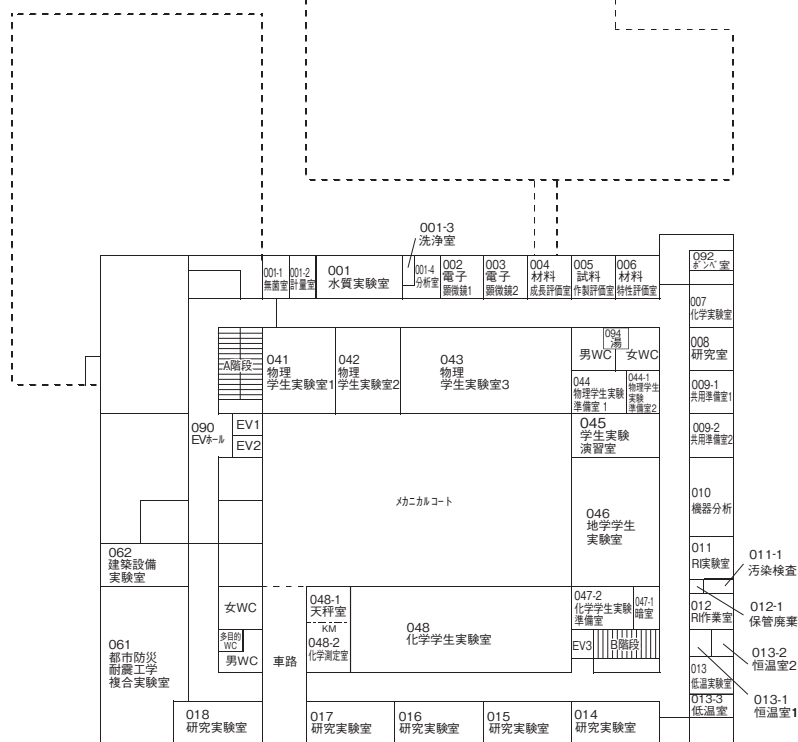 001-3
洗浄室
001-1
無菌室
001-2
計量室
001
水質実験室
001-4
分析室
002
電子
顕微鏡1
003
電子
顕微鏡2
004
材料
成長評価室
005
試料
作製評価室
006
材料
特性評価室
092
ボンベ室
007
化学実験室
008
研究室
009-1
共用準備室1
009-2
共用準備室2
010
機器分析
011
RI実験室
011-1
汚染検査
012
RI作業室
012-1
保管廃棄
013-2
恒温室2
013
低温実験室
013-1
恒温室1
013-3
低温室
A階段
041
物理
学生実験室1
042
物理
学生実験室2
043
物理
学生実験室3
094
湯
男WC
女WC
044
物理学生実験
準備室 1
044-1
物理学生
実験
準備室2
090
EVホール
EV1
EV2
045
学生実験
演習室
メカニカルコート
046
地学学生
実験室
062
建築設備
実験室
女WC
多目的
WC
男WC
車路
048-1
天秤室
KM
048-2
化学測定室
048
化学学生実験室
047-2
化学学生実験
準備室
047-1
暗室
EV3
B階段
061
都市防災
耐震工学
複合実験室
018
研究実験室
017
研究実験室
016
研究実験室
015
研究実験室
014
研究実験室